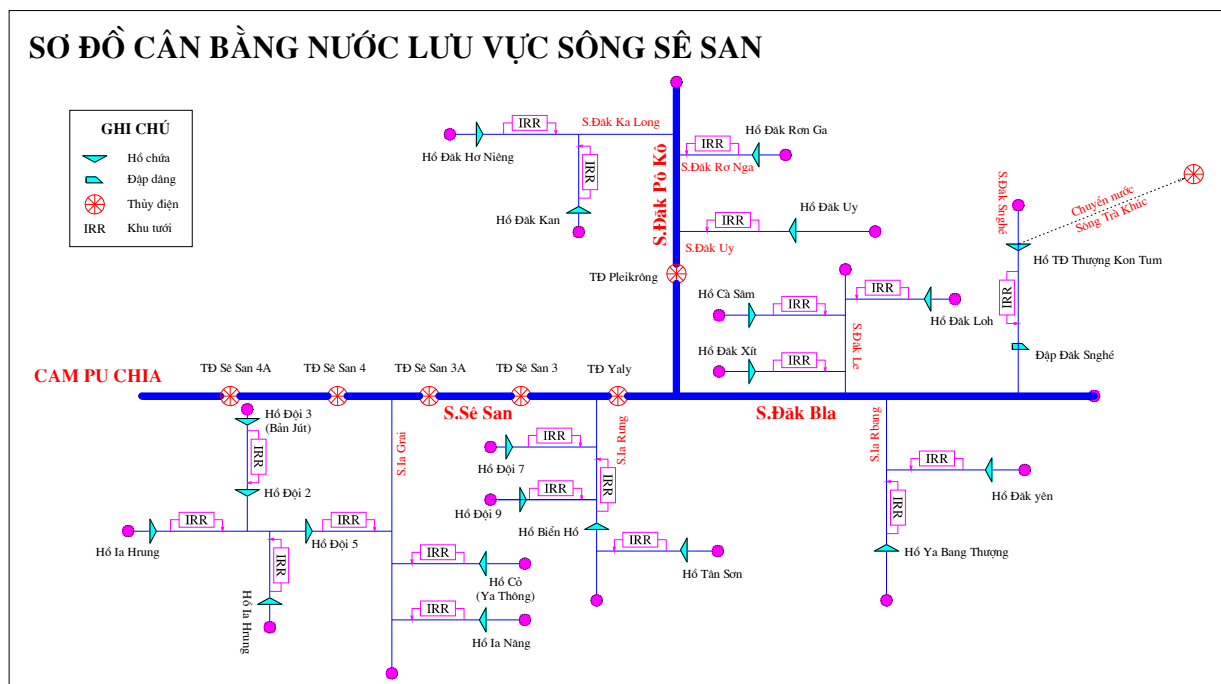 SƠ ĐỒ CÂN BẰNG NƯỚC LƯU VỰC SÔNG SÊ SAN
GHI CHÚ
Hồ chứa
Đập dâng
Thủy điện
IRR
Khu tưới
IRR
S.Đăk Ka Long
Hồ Đăk Hơ Niêng
IRR
Hồ Đăk Kan
S.Đăk Pô Kô
IRR
Hồ Đăk Rơn Ga
S.Đăk Rơ Nga
IRR
Hồ Đăk Uy
S.Đăk Uy
TĐ Pleikrông
S.Đăk Snghé
Chuyển nước
Sông Trà Khúc
Hồ TĐ Thượng Kon Tum
IRR
Đập Đăk Snghé
Hồ Cà Sâm
IRR
IRR
Hồ Đăk Loh
Hồ Đăk Xít
IRR
S.Đăk Le
CAM PU CHIA
TĐ Sê San 4A
TĐ Sê San 4
TĐ Sê San 3A
TĐ Sê San 3
TĐ Yaly
S.Sê San
S.Đăk Bla
Hồ Đội 3
(Bản Jút)
IRR
Hồ Đội 2
S.Ia Grai
Hồ Đội 7
IRR
S.Ia Rung
Hồ Đội 9
IRR
IRR
Hồ Biển Hồ
IRR
Hồ Tân Sơn
S.Ia Rbang
IRR
Hồ Đăk yên
IRR
Hồ Ya Bang Thượng
IRR
Hồ Ia Hrung
IRR
Hồ Ia Hrung
IRR
Hồ Đội 5
IRR
Hồ Cỏ
(Ya Thông)
IRR
Hồ Ia Năng